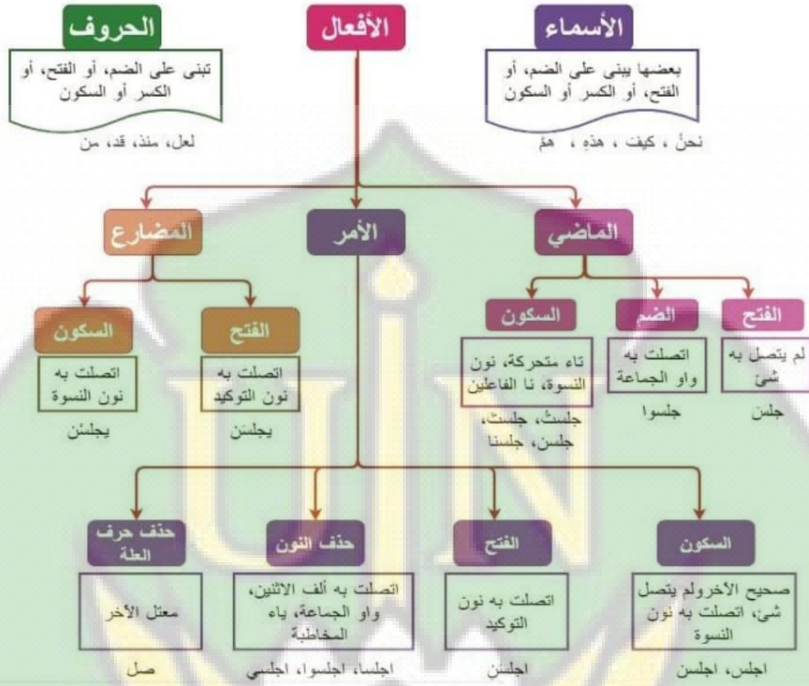 الأسماء
بعضها يبنى على الضم، أو
الفتح، أو الكسر أو السكون
نحنُ ، كيفَ ، هذهِ ، همْ
الأفعال
الحروف
تبنى على الضم، أو الفتح، أو
الكسر أو السكون
لعل، منذ، قد، من
الماضي
الأمر
المضارع
الفتح
لم يتصل به
شئ
جلسَ
الضم
اتصلت به
واو الجماعة
جلسوا
السكون
تاء متحركة، نون
النسوة، نا الفاعلين
جلستُ، جلستَ،
جلسن، جلسنا
الفتح
اتصلت به
نون التوكيد
يجلسَن
السكون
اتصلت به
نون النسوة
يجلسْن
السكون
صحيح الآخرولم يتصل
شئ، اتصلت به نون
النسوة
اجلس، اجلسن
الفتح
اتصلت به نون
التوكيد
اجلسَن
حذف النون
اتصلت به ألف الاثنين،
واو الجماعة، ياء
المخاطبة
اجلسا، اجلسوا، اجلسي
حذف حرف
العلة
معتل الآخر
صل
UIN